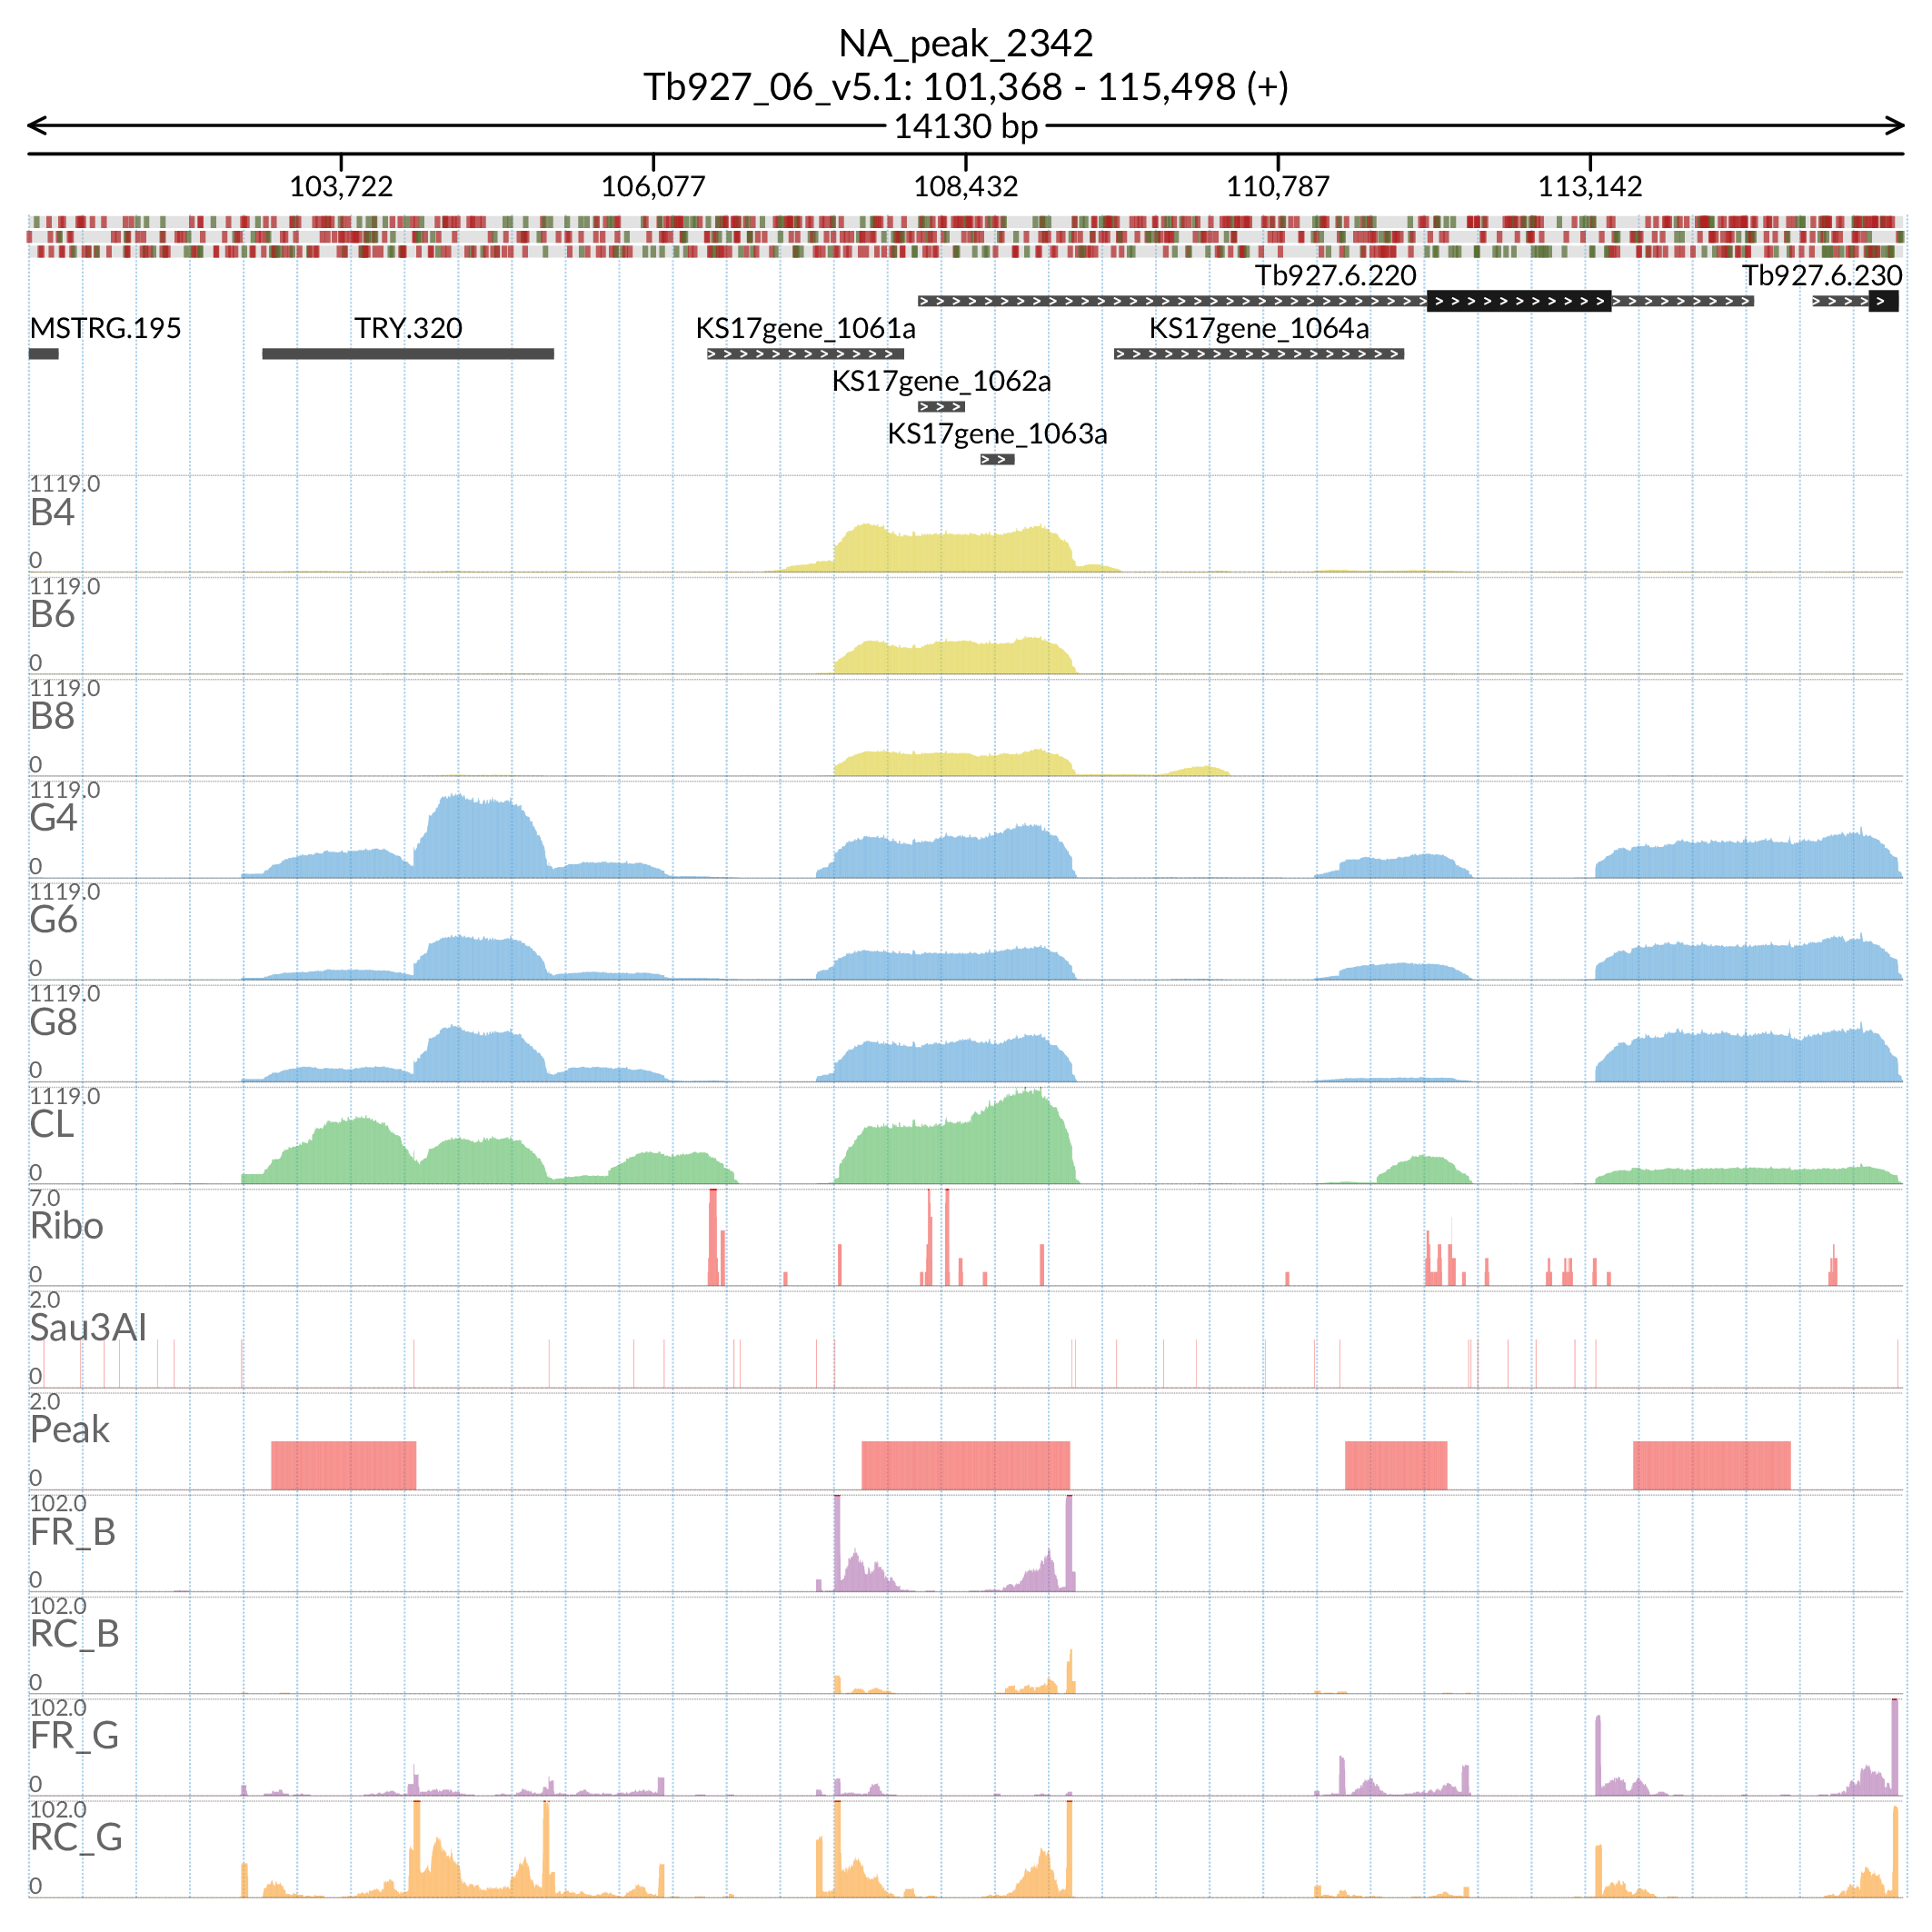 NA_peak_2342
Tb927_06_v5.1: 101,368 - 115,498 (+)
14130 bp
103,722 106,077 108,432 110,787 113,142
Tb927.6.220 Tb927.6.230
MSTRG.195 TRY.320 KS17gene_1061a KS17gene_1064a
KS17gene_1062a
KS17gene_1063a
1119.0
B4
0
1119.0
B6
0
1119.0
B8
0
1119.0
G4
0
1119.0
G6
0
1119.0
G8
0
1119.0
CL
0
7.0
Ribo
0
2.0
Sau3AI
0
2.0
Peak
0
102.0
FR_B
0
102.0
RC_B
0
102.0
FR_G
0
102.0
RC_G
0